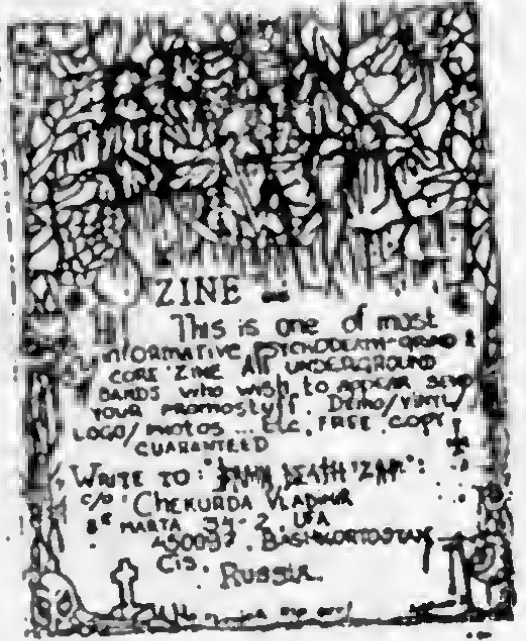 ZINE
This is one of most
informative PSYCHODEATH-GRIND &
CORE 'ZINE All UNDERGROUND
BANDS who wish to appear send
your promostuff. Demo/Vinyl/
Logo/Photos ... Etc. FREE copy
GUARANTEED
WRITE TO: DEATH
c/o CHEKURDA VLADIMIR
8 MARTA 34-2 UFA
BASHKORTOSTAN
CIS.
RUSSIA.